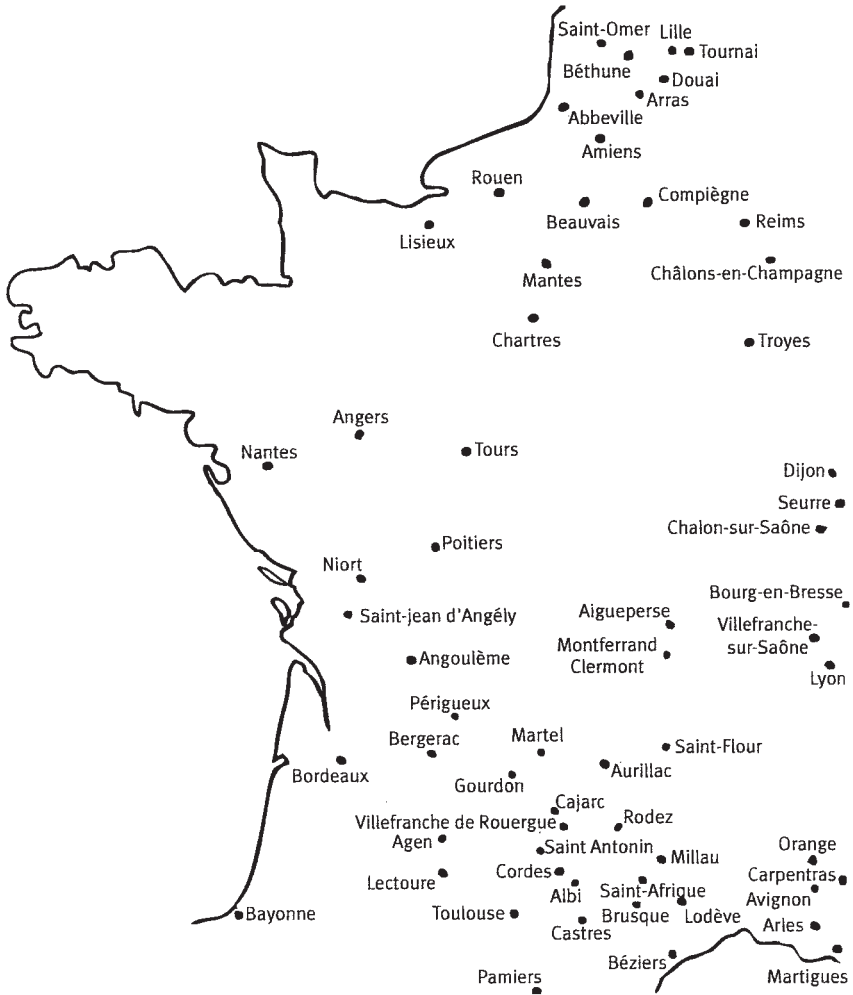 Saint-Omer
Lille
Tournai
Béthune
Douai
Arras
Abbeville
Amiens
Rouen
Compiègne
Beauvais
Reims
Lisieux
Mantes
Châlons-en-Champagne
Chartres
Troyes
Angers
Nantes
Tours
Dijon
Seurre
Chalon-sur-Saône
Poitiers
Niort
Bourg-en-Bresse
Saint-jean d'Angély
Aigueperse
Villefranche-
sur-Saône
Montferrand
Clermont
Angoulème
Lyon
Périgueux
Bergerac
Martel
Saint-Flour
Bordeaux
Gourdon
Aurillac
Cajarc
Villefranche de Rouergue
Rodez
Agen
Saint Antonin
Millau
Orange
Lectoure
Cordes
Carpentras
Albi
Saint-Afrique
Avignon
Bayonne
Toulouse
Brusque
Lodève
Castres
Arles
Béziers
Martigues
Pamiers